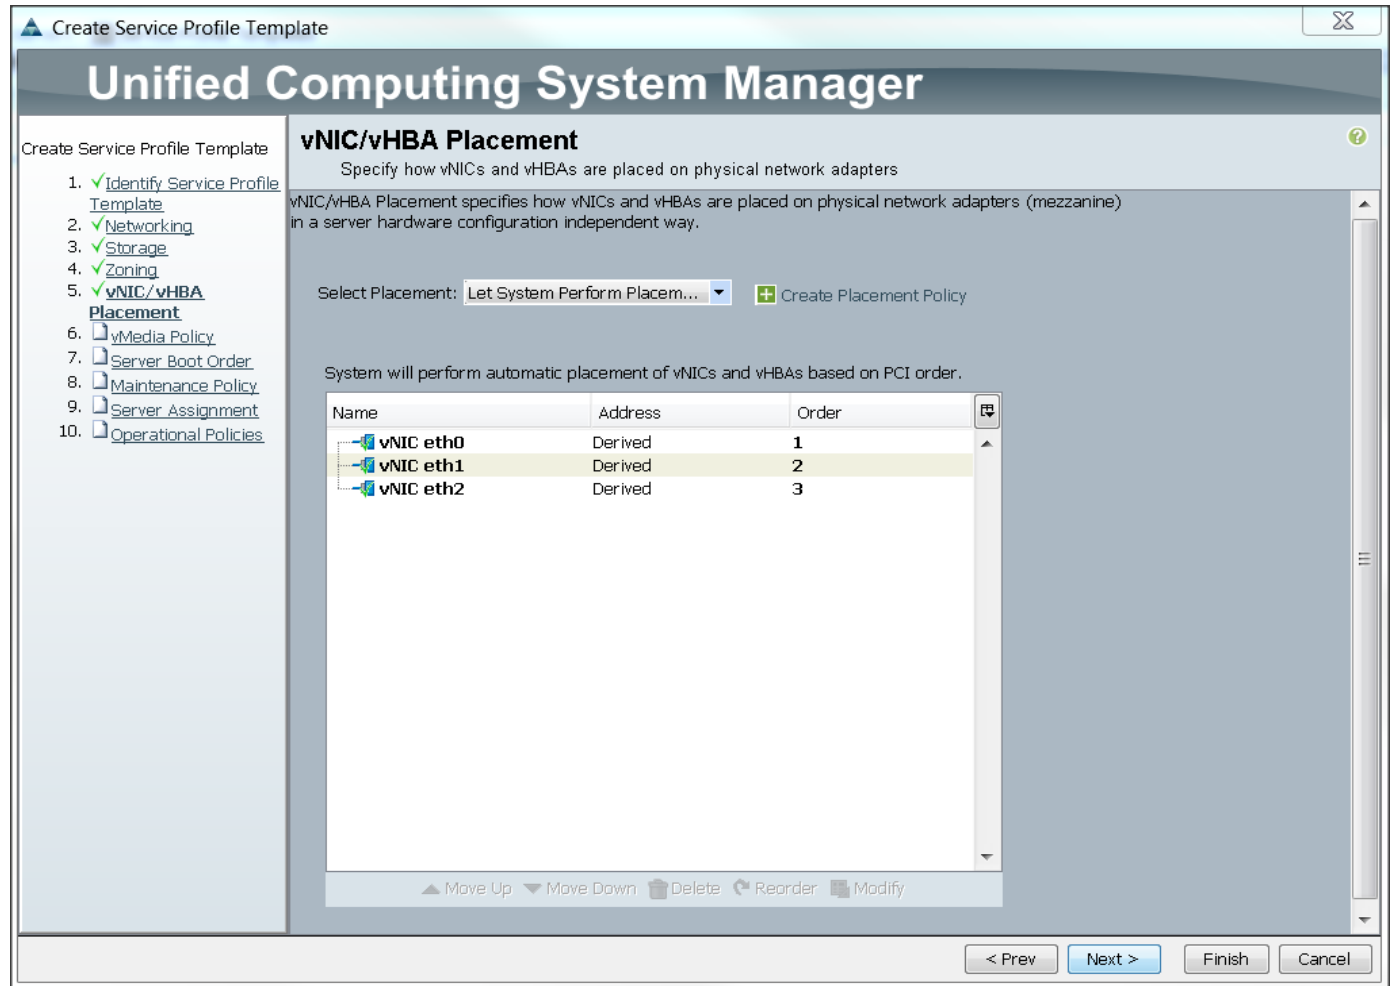 Create Service Profile Template
Unified Computing System Manager
Create Service Profile Template
1. Identify Service Profile
Template
2. Networking
3. Storage
4. Zoning
5. vNIC/vHBA
Placement
6. vMedia Policy
7. Server Boot Order
8. Maintenance Policy
9. Server Assignment
10. Operational Policies
vNIC/vHBA Placement
Specify how vNICs and vHBAs are placed on physical network adapters
vNIC/vHBA Placement specifies how vNICs and vHBAs are placed on physical network adapters (mezzanine)
in a server hardware configuration independent way.
Select Placement: Let System Perform Placem... Create Placement Policy
System will perform automatic placement of vNICs and vHBAs based on PCI order.
Name Address Order
vNIC eth0 Derived 1
vNIC eth1 Derived 2
vNIC eth2 Derived 3
Move Up Move Down Delete Reorder Modify
< Prev Next > Finish Cancel